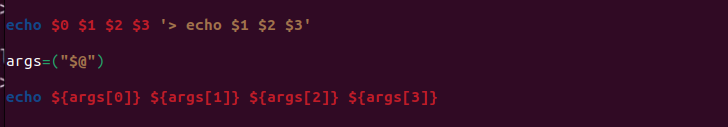 echo $0 $1 $2 $3 '> echo $1 $2 $3'
args=("$@")
echo ${args[0]} ${args[1]} ${args[2]} ${args[3]}